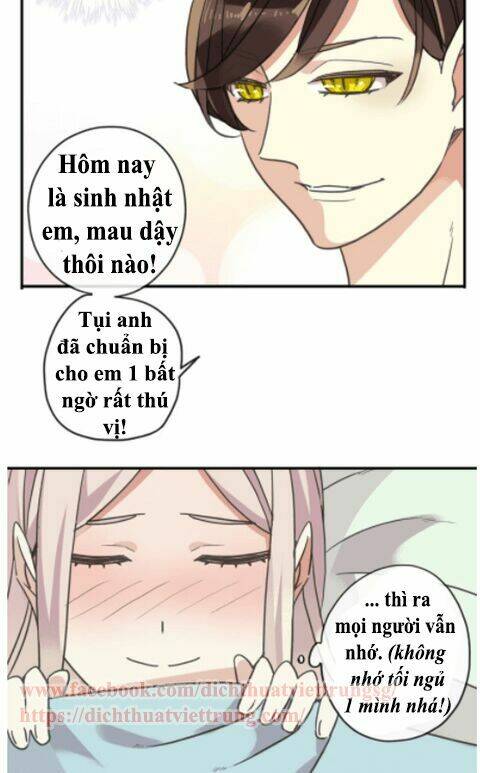 Hôm nay
là sinh nhật
em, mau dậy
thôi nào!
Tụi anh
đã chuẩn bị
cho em 1 bất
ngờ rất thú
vị!
... thì ra
mọi người vẫn
nhớ. (không
nhớ tối ngủ
1 mình nhá!)
www.facebook.com/dichthuatviettrungsg/
https://dichthuatviettrung.com/